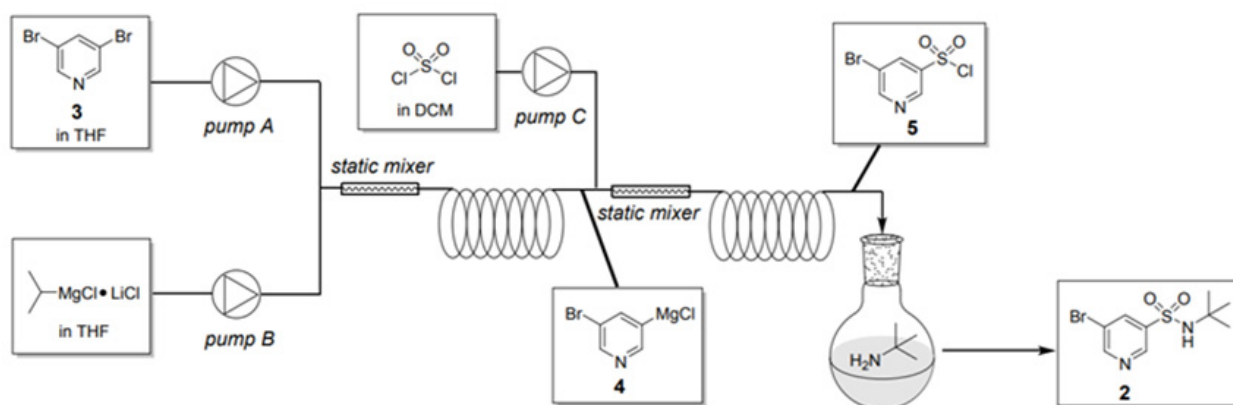 Br
Br
N
3
in THF
pump A
O
O
S
Cl
Cl
in DCM
pump C
Br
O
O
S
Cl
N
5
static mixer
static mixer
MgCl•LiCl
in THF
pump B
Br
MgCl
N
4
H₂N
Br
O
O
S
N
H
N
2